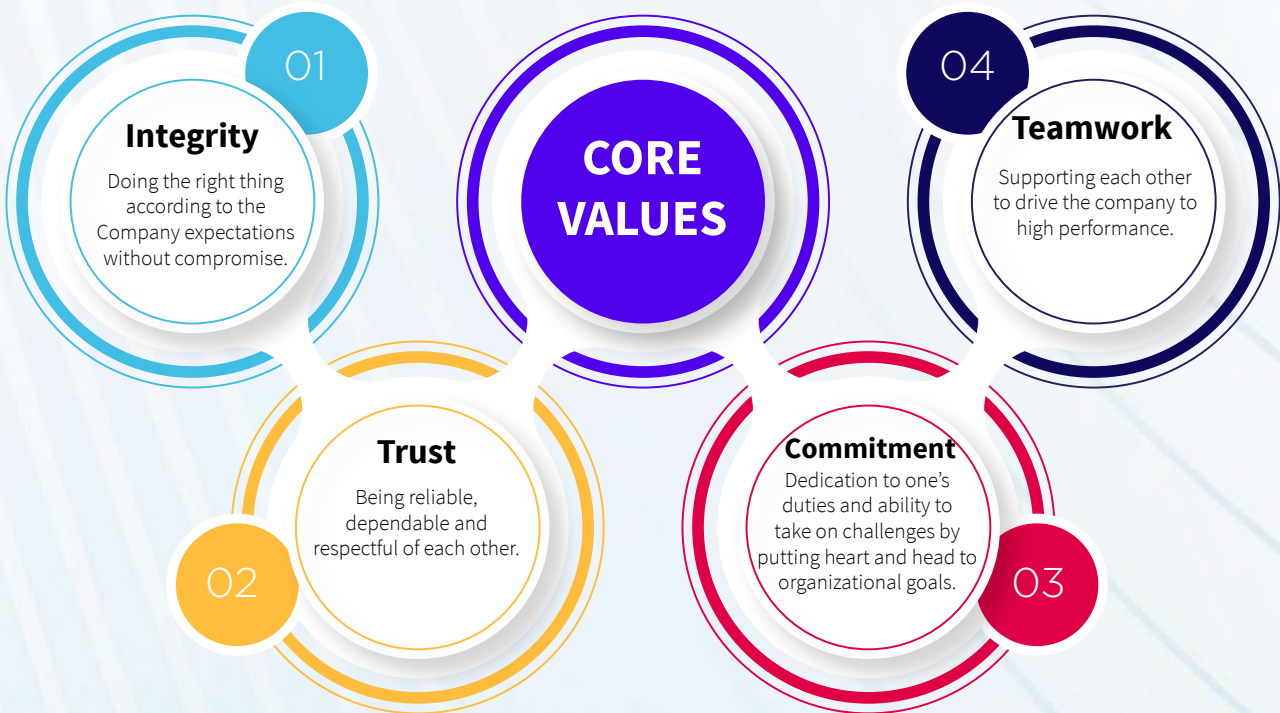 01
Integrity
Doing the right thing
according to the
Company expectations
without compromise.
CORE
VALUES
04
Teamwork
Supporting each other
to drive the company to
high performance.
Trust
Being reliable,
dependable and
respectful of each other.
02
Commitment
Dedication to one’s
duties and ability to
take on challenges by
putting heart and head to
organizational goals.
03